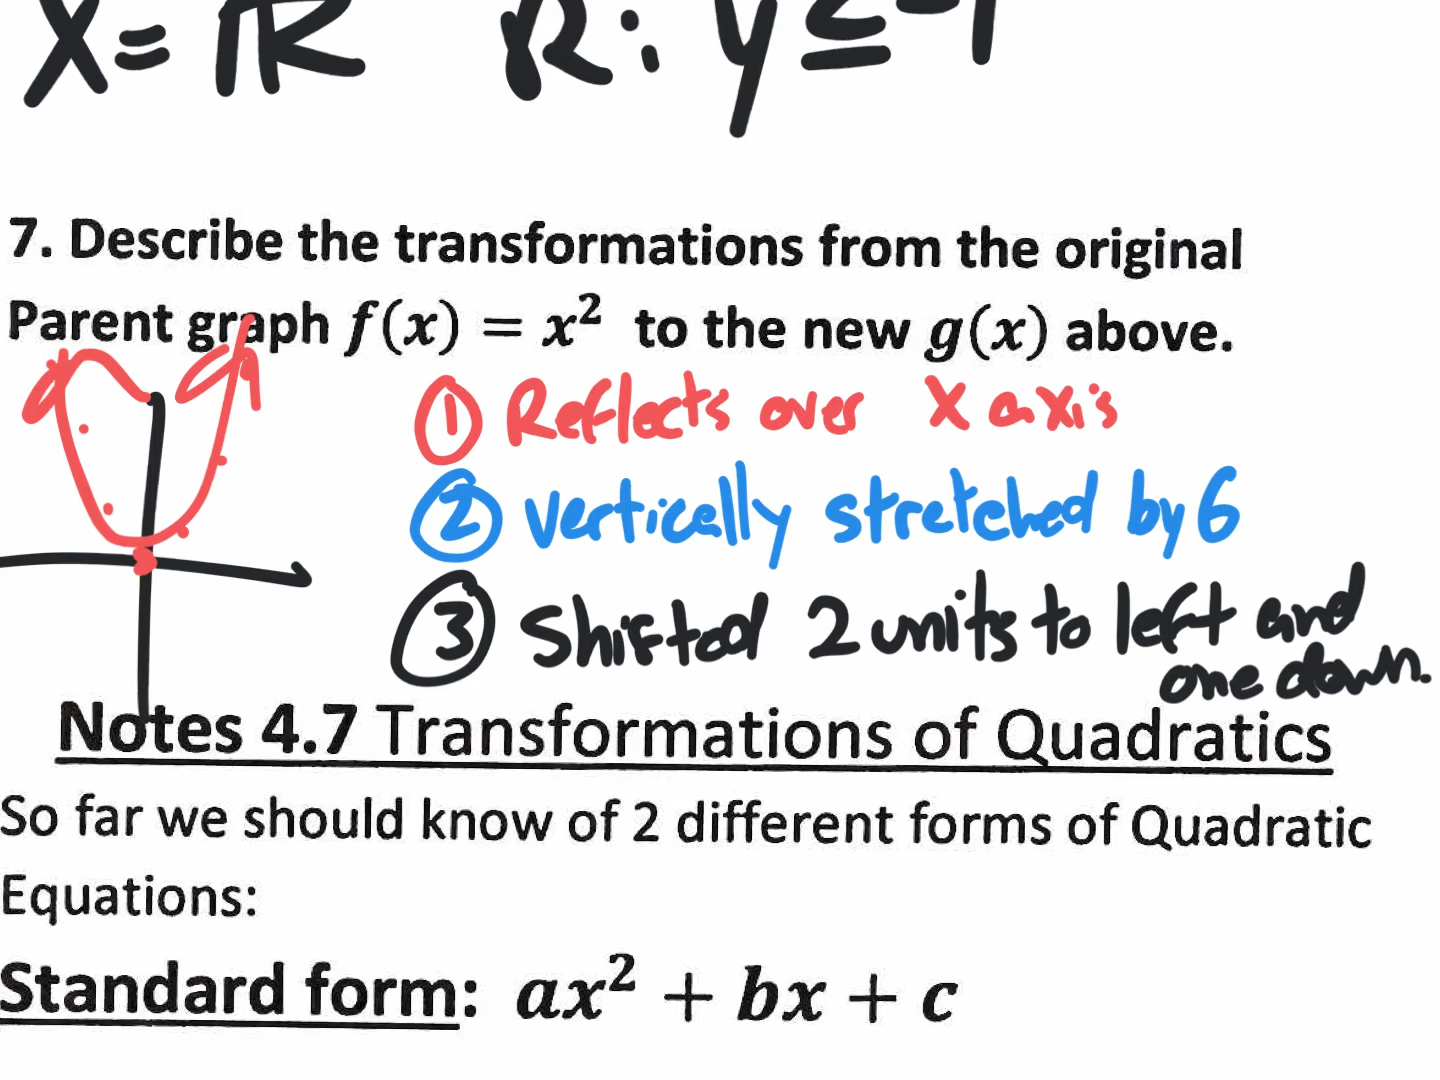 X = ℝ R: y ≤ -1
7. Describe the transformations from the original
Parent graph f(x) = x² to the new g(x) above.
① Reflects over X axis
② Vertically stretched by 6
③ Shifted 2 units to left and
one down.
Notes 4.7 Transformations of Quadratics
So far we should know of 2 different forms of Quadratic
Equations:
Standard form: ax² + bx + c